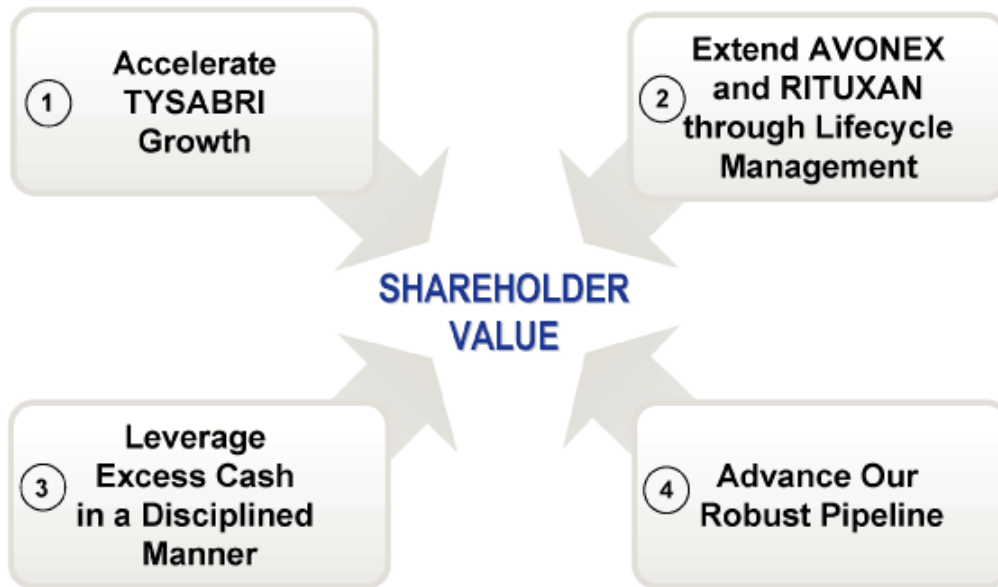 1
Accelerate
TYSABRI
Growth
2
Extend AVONEX
and RITUXAN
through Lifecycle
Management
SHAREHOLDER
VALUE
3
Leverage
Excess Cash
in a Disciplined
Manner
4
Advance Our
Robust Pipeline